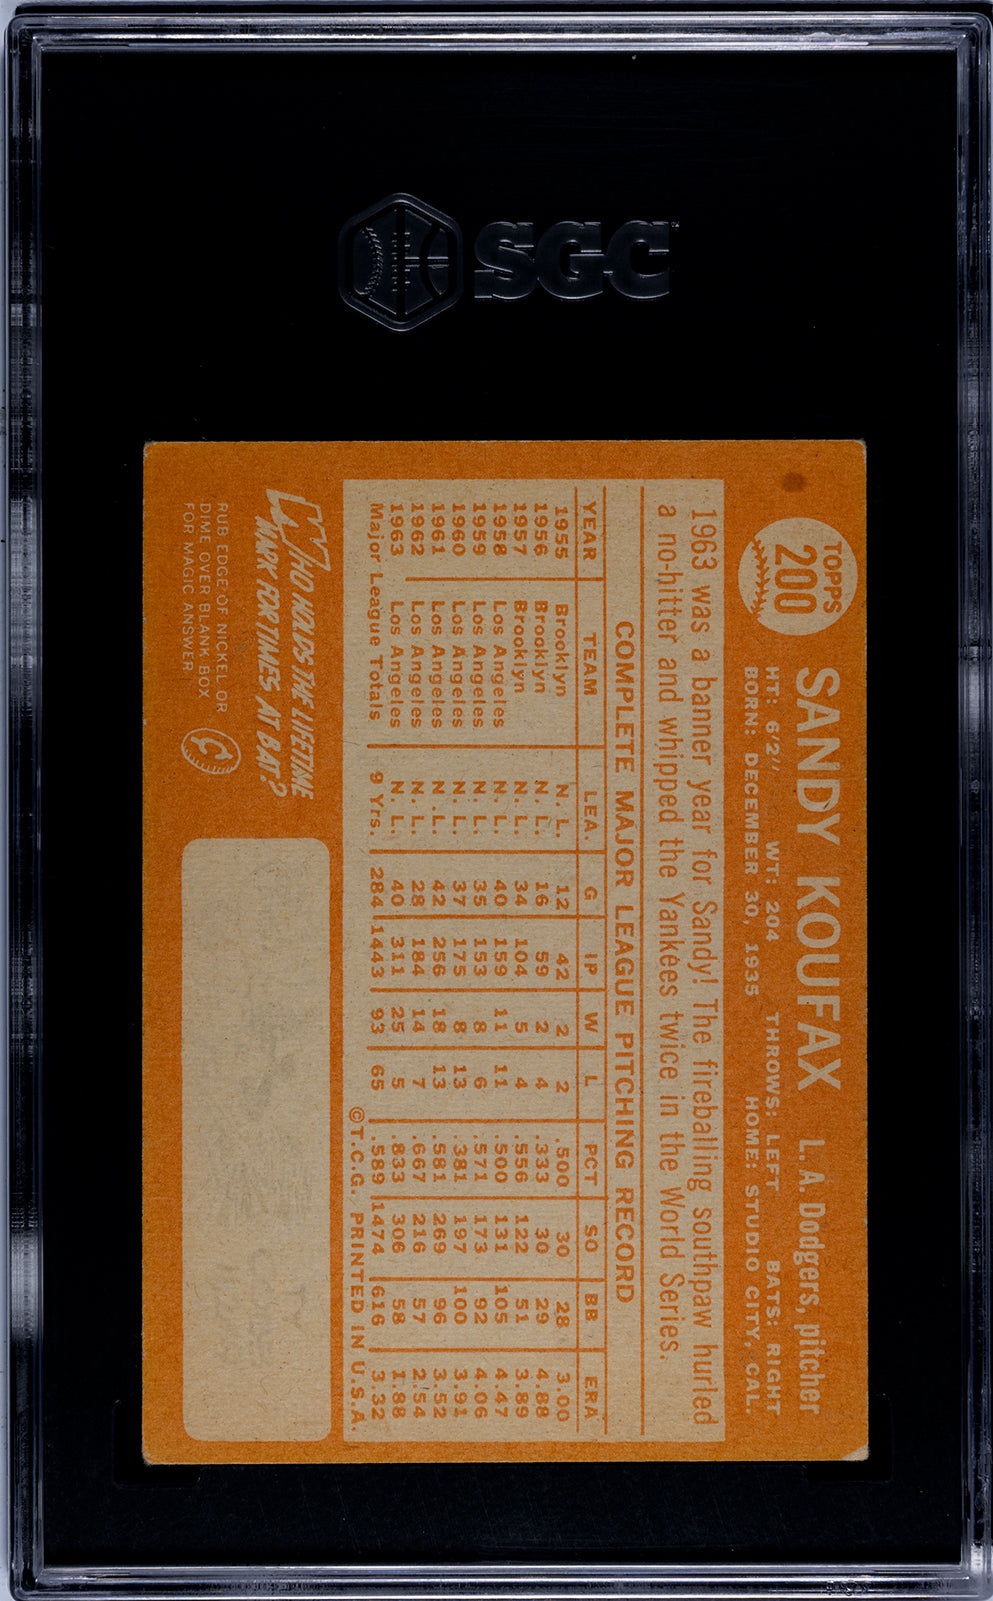 SGC
TOPPS
200
SANDY KOUFAX L. A. Dodgers, pitcher
HT: 6'2" WT: 204 THROWS: LEFT BATS: RIGHT
BORN: DECEMBER 30, 1935 HOME: STUDIO CITY, CAL.
1963 was a banner year for Sandy! The fireballing southpaw hurled
a no-hitter and whipped the Yankees twice in the World Series.
COMPLETE MAJOR LEAGUE PITCHING RECORD
YEAR TEAM LEA. G IP W L PCT SO BB ERA
1955 Brooklyn N. L. 12 42 2 2 .500 30 28 3.00
1956 Brooklyn N. L. 16 59 2 4 .333 30 29 4.88
1957 Brooklyn N. L. 34 104 5 4 .556 122 51 3.89
1958 Los Angeles N. L. 40 159 11 11 .500 131 105 4.47
1959 Los Angeles N. L. 35 153 8 6 .571 173 92 4.06
1960 Los Angeles N. L. 37 175 8 13 .381 197 100 3.91
1961 Los Angeles N. L. 42 256 18 13 .581 269 96 3.52
1962 Los Angeles N. L. 28 184 14 7 .667 216 57 2.54
1963 Los Angeles N. L. 40 311 25 5 .833 306 58 1.88
Major League Totals 9 Yrs. 284 1443 93 65 .589 1474 616 3.32
©T.C.G. PRINTED IN U.S.A.
WHO HOLDS THE LIFETIME
MARK FOR TIMES AT BAT?
RUB EDGE OF NICKEL OR
DIME OVER BLANK BOX
FOR MAGIC ANSWER